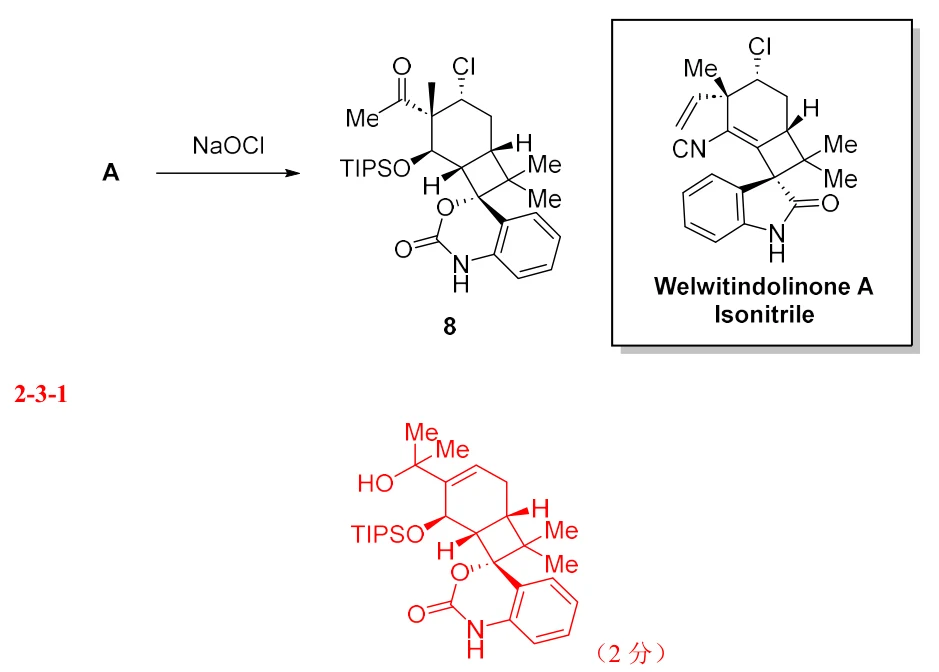 A
NaOCl
O
Cl
Me
TIPSO
H
H
Me
Me
O
O
N
H
8
Cl
Me
H
CN
Me
Me
O
N
H
Welwitindolinone A
Isonitrile
2-3-1
Me
Me
HO
TIPSO
H
H
Me
Me
O
O
N
H
（2 分）